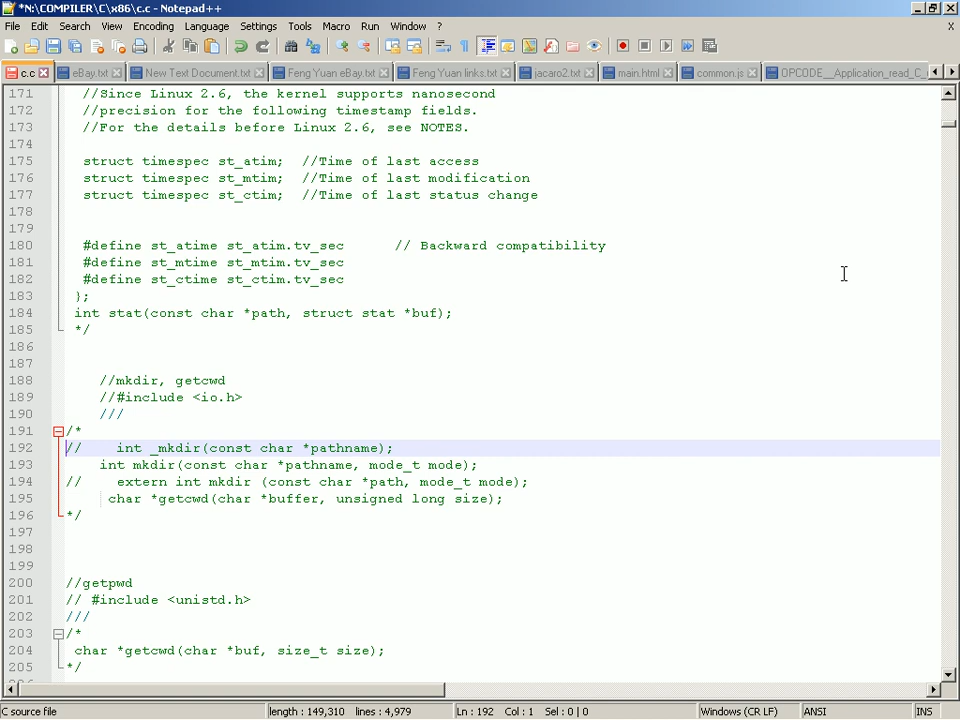 *N:\COMPILER\C\x86\c.c - Notepad++
File Edit Search View Encoding Language Settings Tools Macro Run Window ? X
c.c eBay.txt New Text Document.txt Feng Yuan eBay.txt Feng Yuan links.txt jacaro2.txt main.html common.js OPCODE__Application_read_C_
171 //Since Linux 2.6, the kernel supports nanosecond
172 //precision for the following timestamp fields.
173 //For the details before Linux 2.6, see NOTES.
174
175 struct timespec st_atim; //Time of last access
176 struct timespec st_mtim; //Time of last modification
177 struct timespec st_ctim; //Time of last status change
178
179
180 #define st_atime st_atim.tv_sec // Backward compatibility
181 #define st_mtime st_mtim.tv_sec
182 #define st_ctime st_ctim.tv_sec
183 };
184 int stat(const char *path, struct stat *buf);
185 */
186
187
188 //mkdir, getcwd
189 //#include <io.h>
190 ///
191 /*
192 // int _mkdir(const char *pathname);
193 int mkdir(const char *pathname, mode_t mode);
194 // extern int mkdir (const char *path, mode_t mode);
195 char *getcwd(char *buffer, unsigned long size);
196 */
197
198
199
200 //getpwd
201 // #include <unistd.h>
202 ///
203 /*
204 char *getcwd(char *buf, size_t size);
205 */
C source file length : 149,310 lines : 4,979 Ln : 192 Col : 1 Sel : 0 | 0 Windows (CR LF) ANSI INS